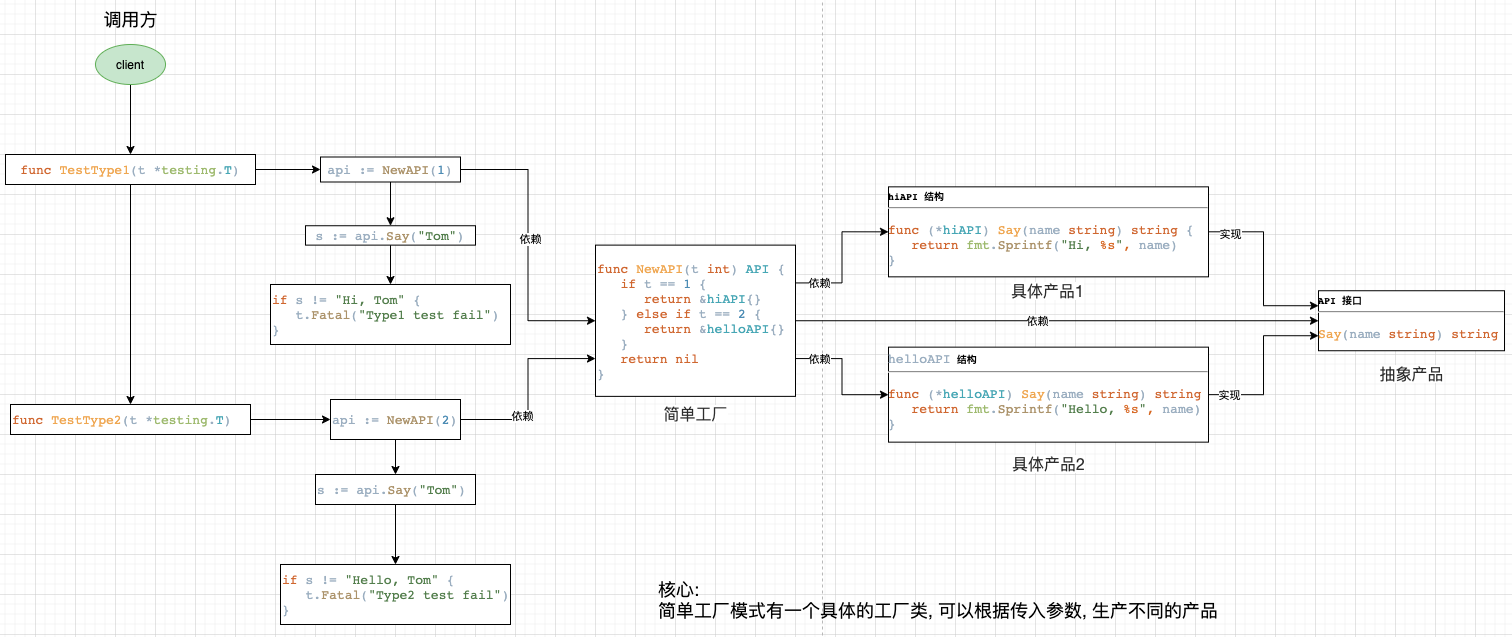 调用方
client
func TestType1(t *testing.T)
api := NewAPI(1)
s := api.Say("Tom")
if s != "Hi, Tom" {
t.Fatal("Type1 test fail")
}
依赖
func TestType2(t *testing.T)
api := NewAPI(2)
s := api.Say("Tom")
if s != "Hello, Tom" {
t.Fatal("Type2 test fail")
}
依赖
func NewAPI(t int) API {
if t == 1 {
return &hiAPI{}
} else if t == 2 {
return &helloAPI{}
}
return nil
}
简单工厂
依赖
依赖
依赖
hiAPI 结构
func (*hiAPI) Say(name string) string {
return fmt.Sprintf("Hi, %s", name)
}
具体产品1
实现
helloAPI 结构
func (*helloAPI) Say(name string) string
return fmt.Sprintf("Hello, %s", name)
}
具体产品2
实现
API 接口
Say(name string) string
抽象产品
核心:
简单工厂模式有一个具体的工厂类, 可以根据传入参数, 生产不同的产品